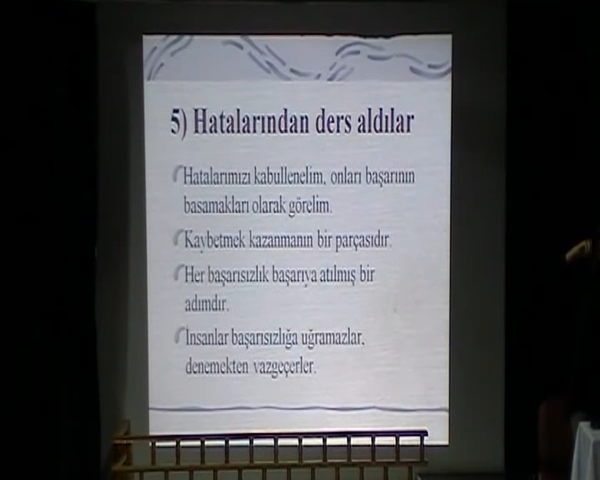 5) Hatalarından ders aldılar
Hatalarımızı kabullenelim, onları başarının
basamakları olarak görelim.
Kaybetmek kazanmanın bir parçasıdır.
Her başarısızlık başarıya atılmış bir
adımdır.
İnsanlar başarısızlığa uğramazlar,
denemekten vazgeçerler.